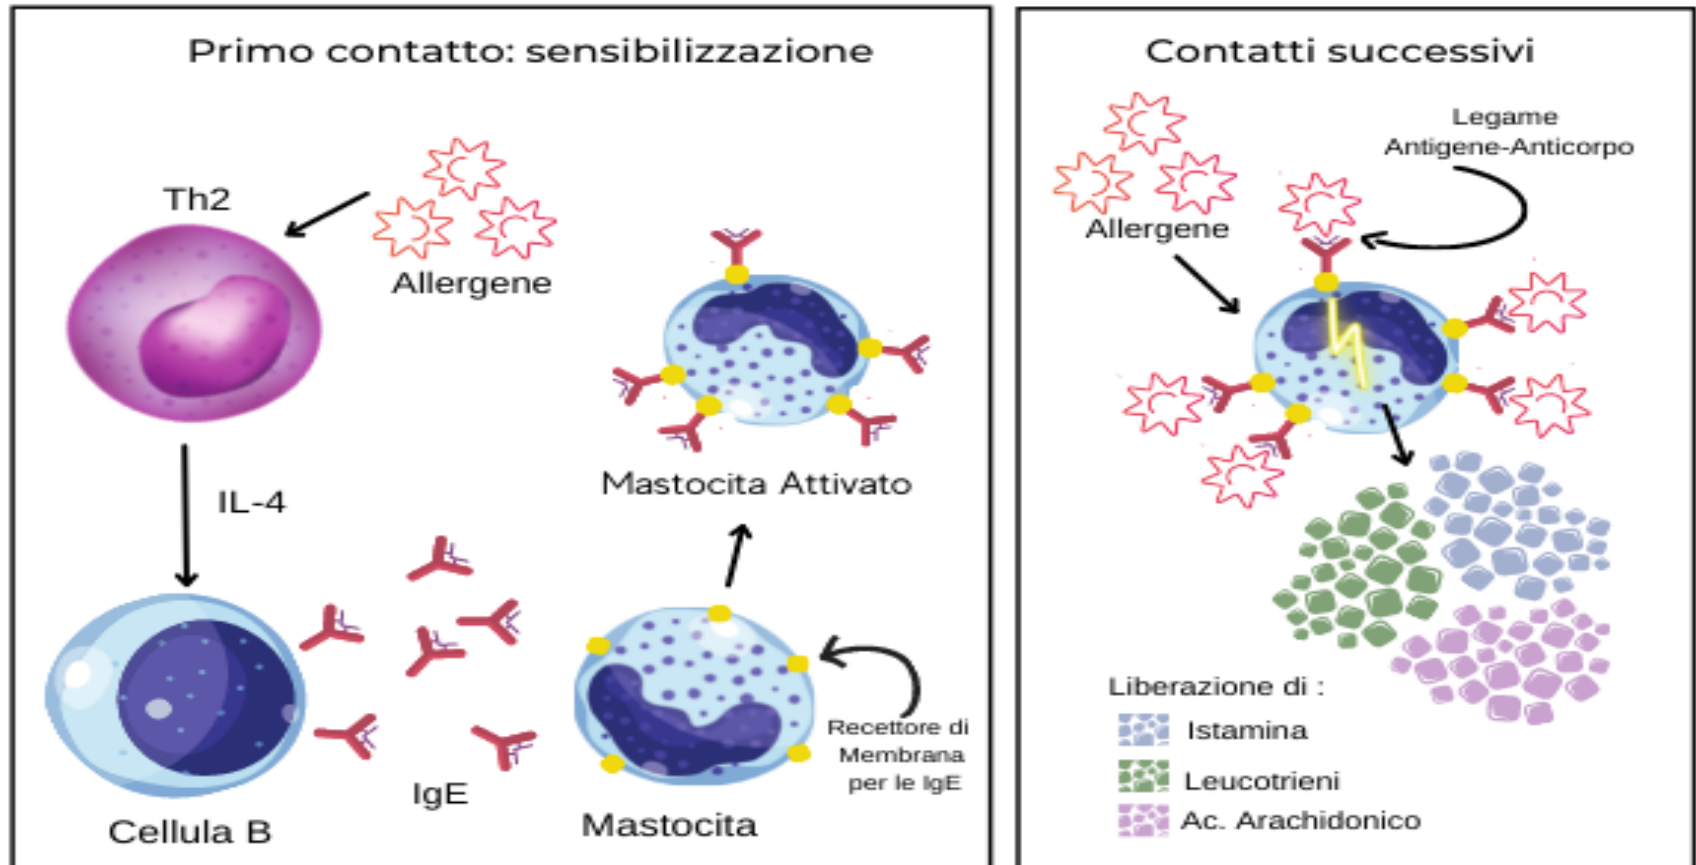 Primo contatto: sensibilizzazione
Th2
Allergene
IL-4
Mastocita Attivato
IgE
Recettore di
Membrana
per le IgE
Cellula B
Mastocita
Contatti successivi
Legame
Antigene-Anticorpo
Allergene
Liberazione di :
Istamina
Leucotrieni
Ac. Arachidonico